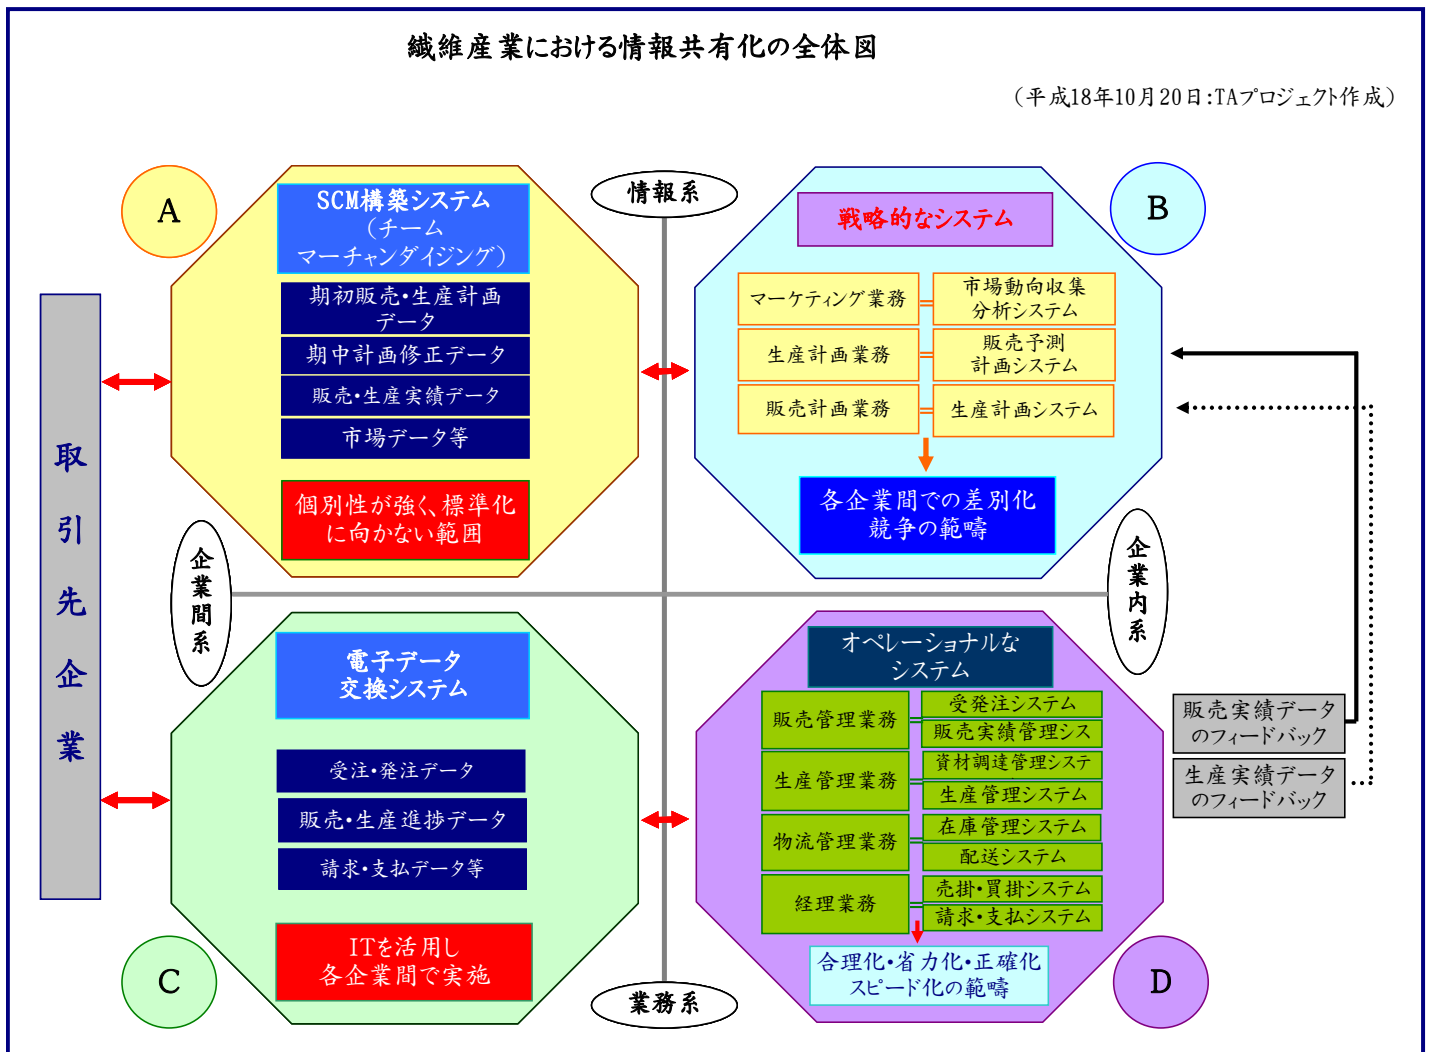 繊維産業における情報共有化の全体図
（平成18年10月20日:TAプロジェクト作成）
A
SCM構築システム
（チーム
マーチャンダイジング）
期初販売・生産計画
データ
期中計画修正データ
販売・生産実績データ
市場データ等
個別性が強く、標準化
に向かない範囲
情報系
B
戦略的なシステム
マーケティング業務
市場動向収集
分析システム
生産計画業務
販売予測
計画システム
販売計画業務
生産計画システム
各企業間での差別化
競争の範疇
取
引
先
企
業
企
業
間
系
企
業
内
系
C
電子データ
交換システム
受注・発注データ
販売・生産進捗データ
請求・支払データ等
ITを活用し
各企業間で実施
業務系
D
オペレーショナルな
システム
販売管理業務
受発注システム
販売実績管理シス
生産管理業務
資材調達管理システ
生産管理システム
物流管理業務
在庫管理システム
配送システム
経理業務
売掛・買掛システム
請求・支払システム
合理化・省力化・正確化
スピード化の範疇
販売実績データ
のフィードバック
生産実績データ
のフィードバック